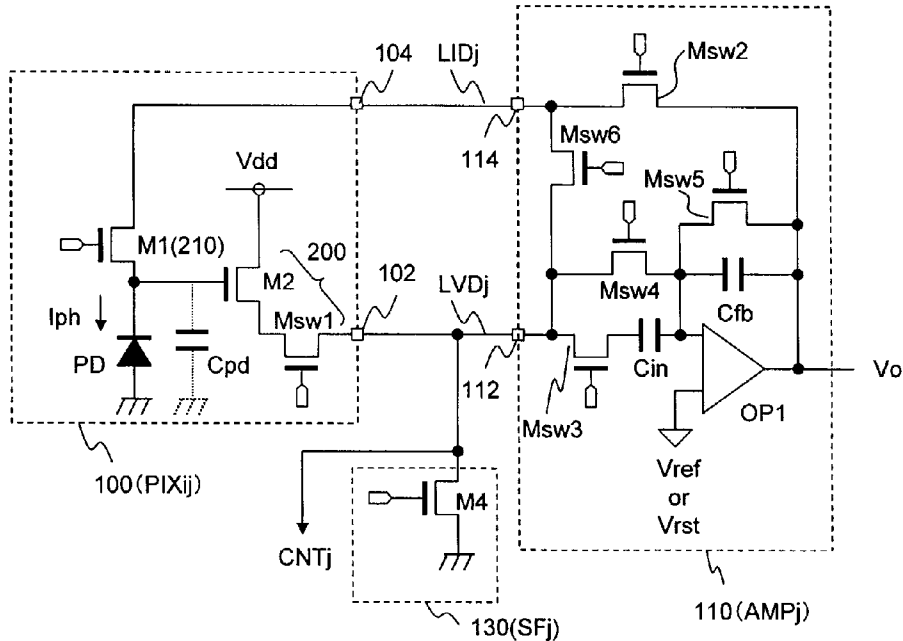 104
LIDj
Msw2
114
Msw6
Vdd
Msw5
M1(210)
200
M2
102
LVDj
Msw4
Cfb
Iph
PD
Cpd
Msw1
112
Cin
Vo
Msw3
OP1
Vref
or
Vrst
100(PIXij)
M4
CNTj
130(SFj)
110(AMPj)